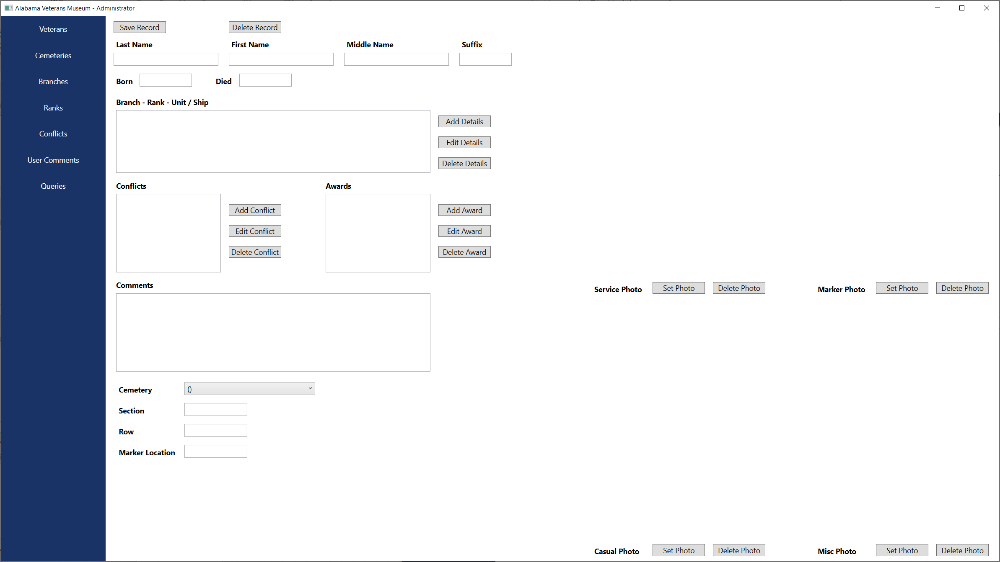 Alabama Veterans Museum - Administrator
Veterans
Cemeteries
Branches
Ranks
Conflicts
User Comments
Queries
Save Record Delete Record
Last Name First Name Middle Name Suffix
Born Died
Branch - Rank - Unit / Ship
Add Details
Edit Details
Delete Details
Conflicts Awards
Add Conflict Add Award
Edit Conflict Edit Award
Delete Conflict Delete Award
Comments
Service Photo Set Photo Delete Photo Marker Photo Set Photo Delete Photo
Cemetery ()
Section
Row
Marker Location
Casual Photo Set Photo Delete Photo Misc Photo Set Photo Delete Photo